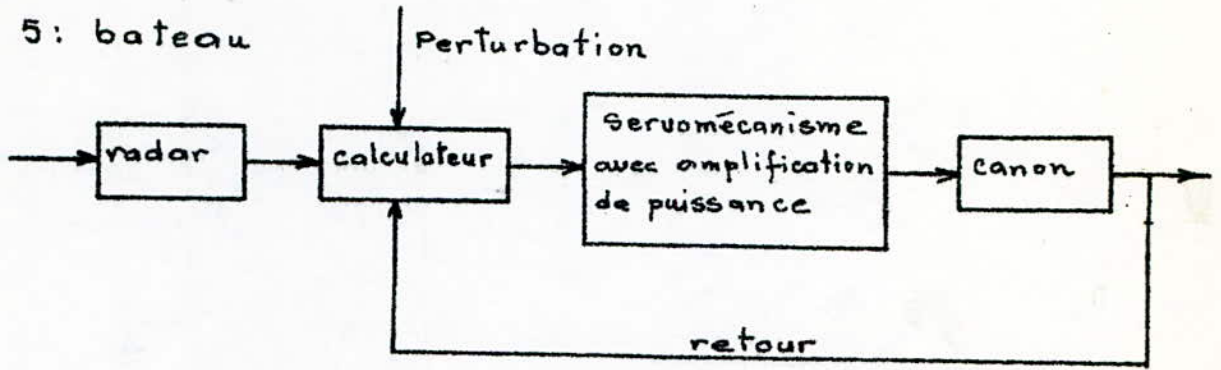 5: bateau
Perturbation
radar
calculateur
Servomécanisme
avec amplification
de puissance
canon
retour